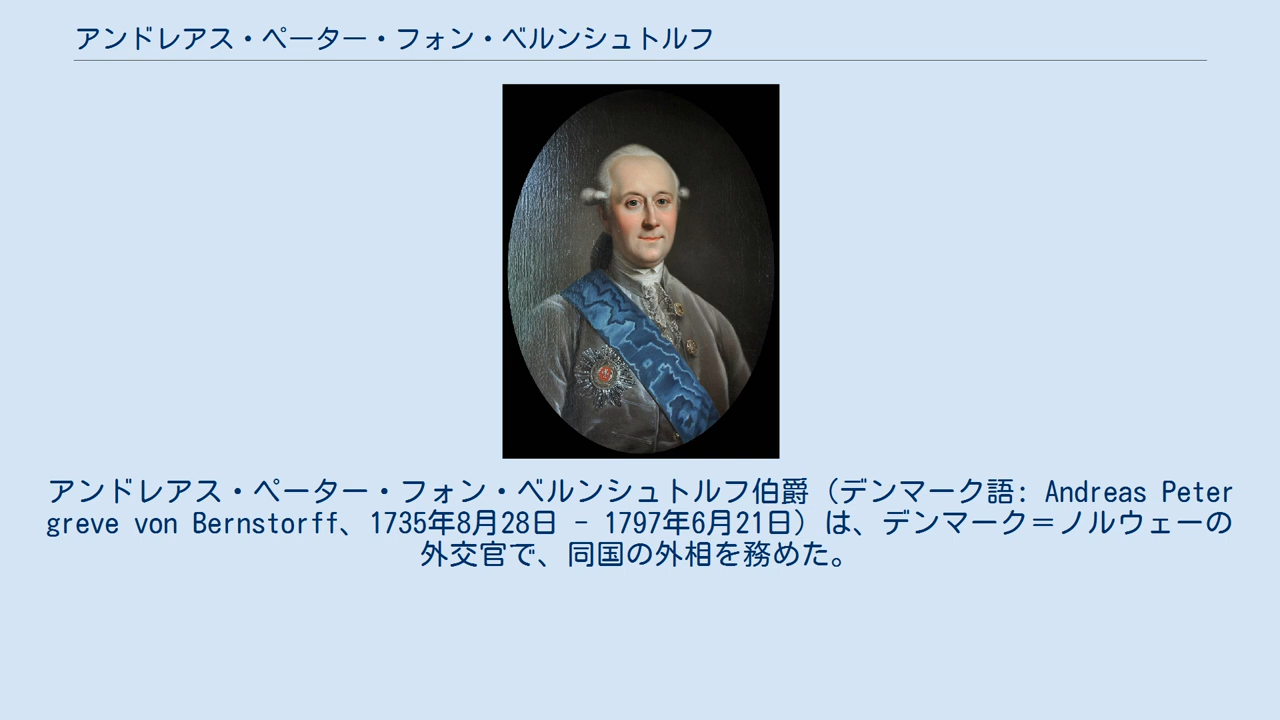 アンドレアス・ペーター・フォン・ベルンシュトルフ
アンドレアス・ペーター・フォン・ベルンシュトルフ伯爵（デンマーク語: Andreas Peter
greve von Bernstorff、1735年8月28日 - 1797年6月21日）は、デンマーク＝ノルウェーの
外交官で、同国の外相を務めた。